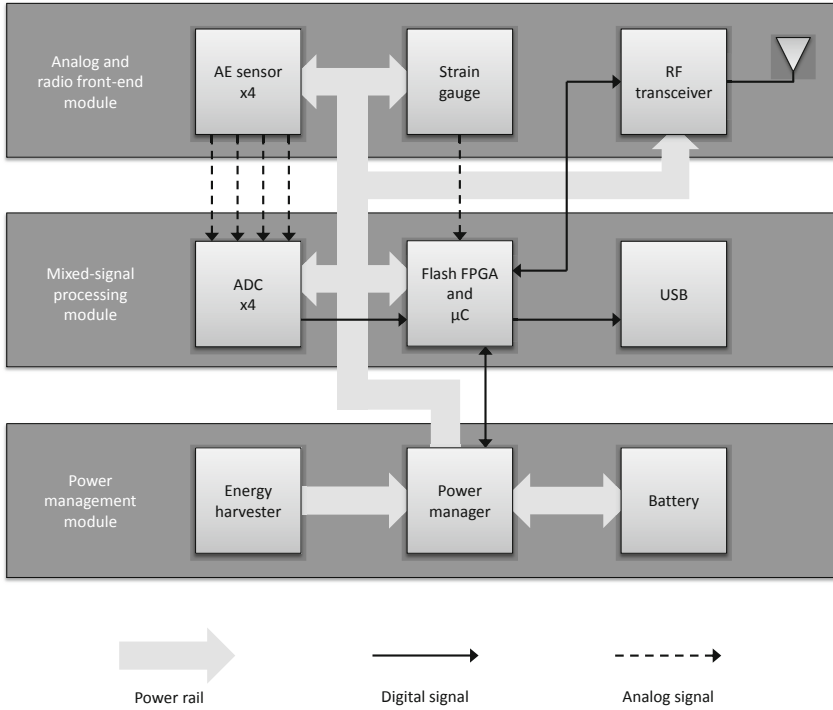 Analog and
radio front-end
module
AE sensor
x4
Strain
gauge
RF
transceiver
Mixed-signal
processing
module
ADC
x4
Flash FPGA
and
µC
USB
Power
management
module
Energy
harvester
Power
manager
Battery
Power rail
Digital signal
Analog signal